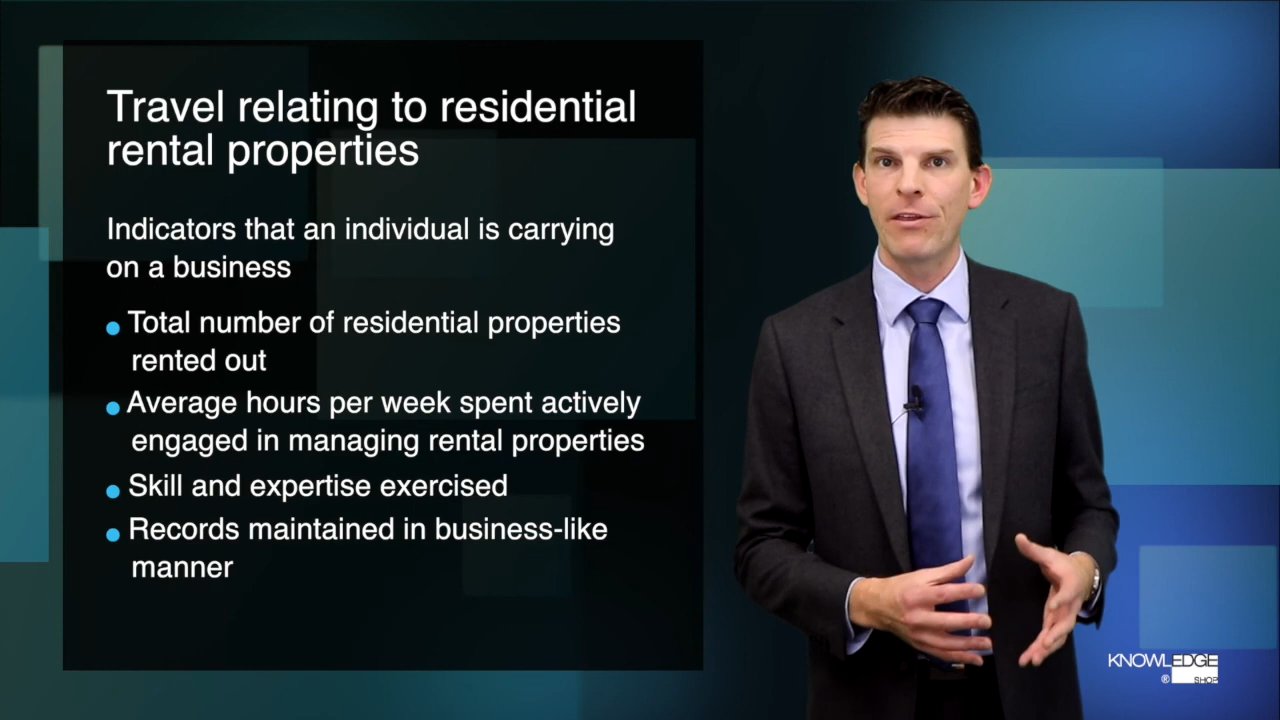 Travel relating to residential
rental properties
Indicators that an individual is carrying
on a business
Total number of residential properties
rented out
Average hours per week spent actively
engaged in managing rental properties
Skill and expertise exercised
Records maintained in business-like
manner
KNOWLEDGE
® SHOP